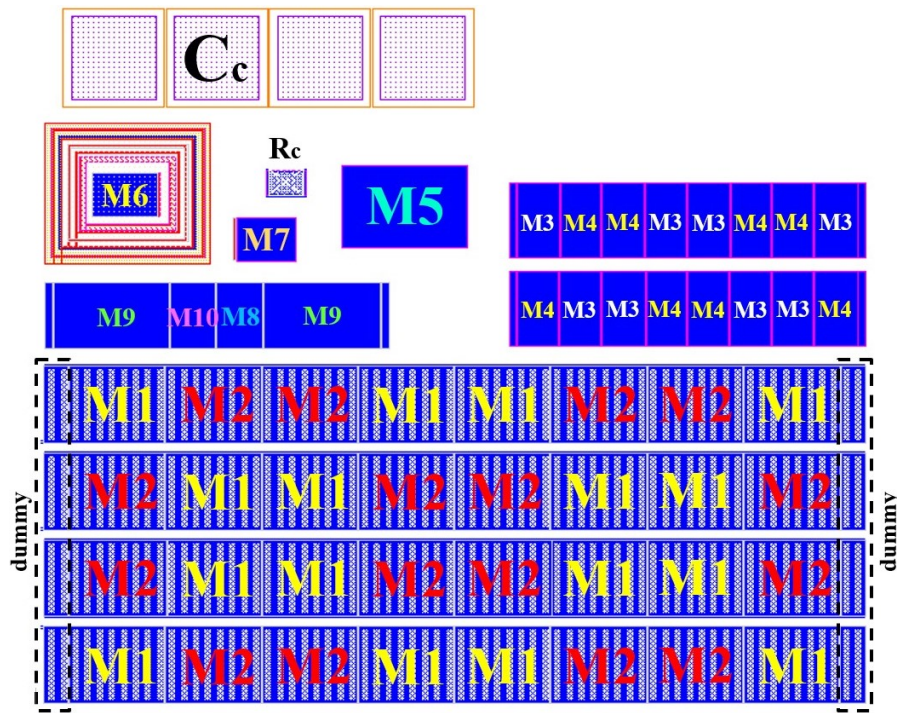 Cc
Rc
M6
M5
M7
M3 M4 M4 M3 M3 M4 M4 M3
M9 M10 M8 M9
M4 M3 M3 M4 M4 M3 M3 M4
M1 M2 M2 M1 M1 M2 M2 M1
M2 M1 M1 M2 M2 M1 M1 M2
dummy
dummy
M2 M1 M1 M2 M2 M1 M1 M2
M1 M2 M2 M1 M1 M2 M2 M1